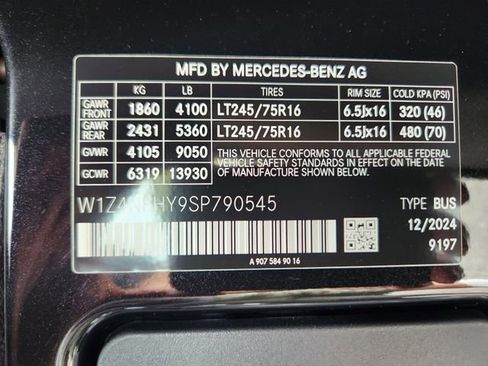 MFD BY MERCEDES-BENZ AG
KG LB TIRES RIM SIZE COLD KPA (PSI)
GAWR FRONT 1860 4100 LT245/75R16 6.5Jx16 320 (46)
GAWR REAR 2431 5360 LT245/75R16 6.5Jx16 480 (70)
GVWR 4105 9050
GCWR 6319 13930
THIS VEHICLE CONFORMS TO ALL APPLICABLE
FEDERAL VEHICLE SAFETY STANDARDS IN EFFECT ON THE DATE
OF MANUFACTURE SHOWN ABOVE.
TYPE BUS
12/2024
9197
A 907 584 90 16